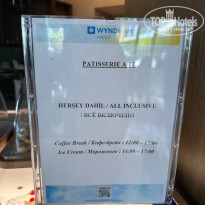 WYNDHAM
PATISSERIE A LA
HERŞEY DAHİL / ALL INCLUSIVE
/ ВСЁ ВКЛЮЧЕНО
Coffee Break / Кофе-брейк / 12:00 – 17:00
Ice Cream / Мороженое / 14:00 – 17:00